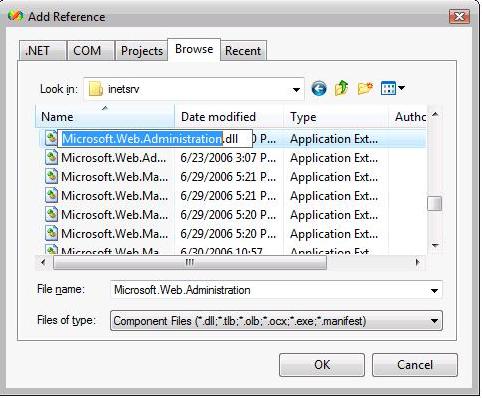 Add Reference
.NET COM Projects Browse Recent
Look in: inetsrv
Name Date modified Type Autho
Microsoft.Web.Administration.dll 0 P... Application Ext...
Microsoft.Web.Ad... 6/23/2006 3:07 P... Application Ext...
Microsoft.Web.Ma... 6/29/2006 5:21 P... Application Ext...
Microsoft.Web.Ma... 6/29/2006 5:21 P... Application Ext...
Microsoft.Web.Ma... 6/29/2006 5:20 P... Application Ext...
Microsoft.Web.Ma... 6/29/2006 5:20 P... Application Ext...
Microsoft.Web.Ma... 6/30/2006 10:57 Application Ext...
File name: Microsoft.Web.Administration
Files of type: Component Files (*.dll;*.tlb;*.olb;*.ocx;*.exe;*.manifest)
OK Cancel